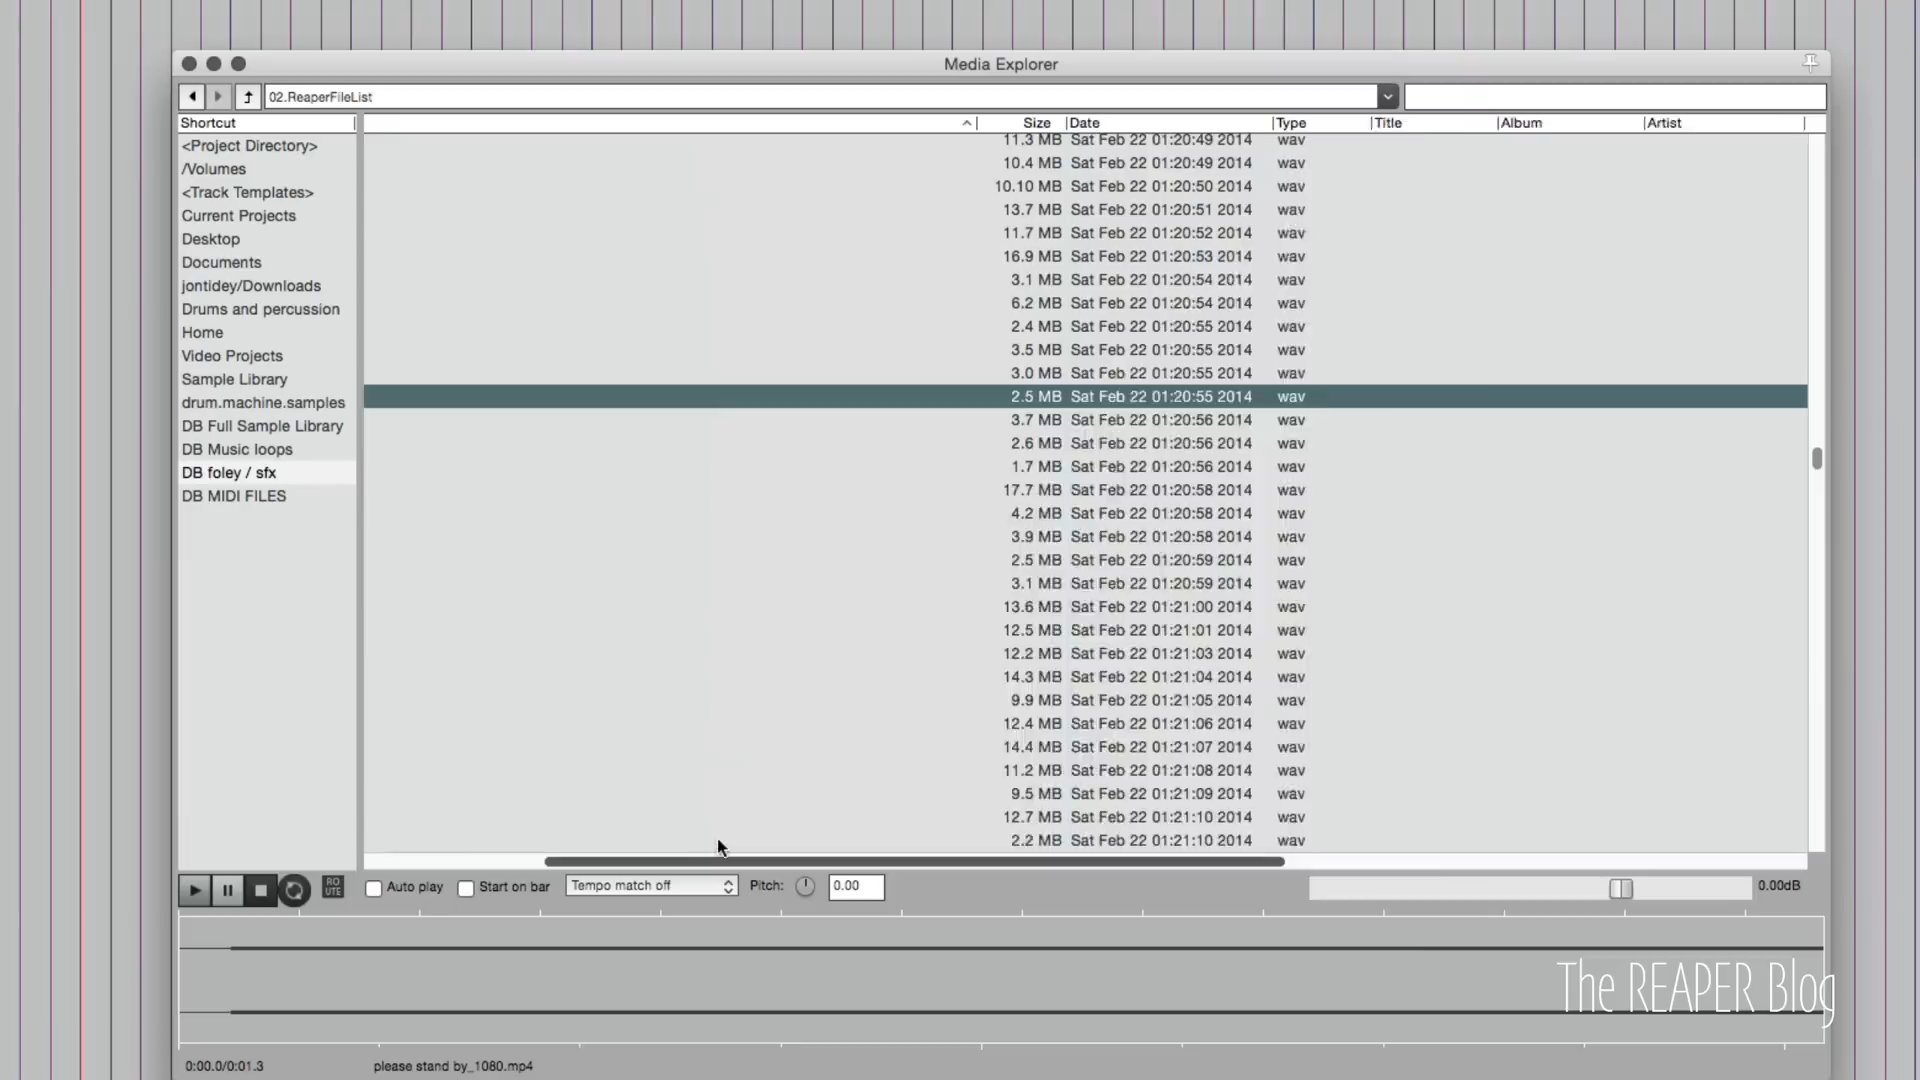 Media Explorer
02.ReaperFileList
Shortcut Size Date Type Title Album Artist
<Project Directory>
/Volumes
<Track Templates>
Current Projects
Desktop
Documents
jontidey/Downloads
Drums and percussion
Home
Video Projects
Sample Library
drum.machine.samples
DB Full Sample Library
DB Music loops
DB foley / sfx
DB MIDI FILES
11.3 MB Sat Feb 22 01:20:49 2014 wav
10.4 MB Sat Feb 22 01:20:49 2014 wav
10.10 MB Sat Feb 22 01:20:50 2014 wav
13.7 MB Sat Feb 22 01:20:51 2014 wav
11.7 MB Sat Feb 22 01:20:52 2014 wav
16.9 MB Sat Feb 22 01:20:53 2014 wav
3.1 MB Sat Feb 22 01:20:54 2014 wav
6.2 MB Sat Feb 22 01:20:54 2014 wav
2.4 MB Sat Feb 22 01:20:55 2014 wav
3.5 MB Sat Feb 22 01:20:55 2014 wav
3.0 MB Sat Feb 22 01:20:55 2014 wav
2.5 MB Sat Feb 22 01:20:55 2014 wav
3.7 MB Sat Feb 22 01:20:56 2014 wav
2.6 MB Sat Feb 22 01:20:56 2014 wav
1.7 MB Sat Feb 22 01:20:56 2014 wav
17.7 MB Sat Feb 22 01:20:58 2014 wav
4.2 MB Sat Feb 22 01:20:58 2014 wav
3.9 MB Sat Feb 22 01:20:58 2014 wav
2.5 MB Sat Feb 22 01:20:59 2014 wav
3.1 MB Sat Feb 22 01:20:59 2014 wav
13.6 MB Sat Feb 22 01:21:00 2014 wav
12.5 MB Sat Feb 22 01:21:01 2014 wav
12.2 MB Sat Feb 22 01:21:03 2014 wav
14.3 MB Sat Feb 22 01:21:04 2014 wav
9.9 MB Sat Feb 22 01:21:05 2014 wav
12.4 MB Sat Feb 22 01:21:06 2014 wav
14.4 MB Sat Feb 22 01:21:07 2014 wav
11.2 MB Sat Feb 22 01:21:08 2014 wav
9.5 MB Sat Feb 22 01:21:09 2014 wav
12.7 MB Sat Feb 22 01:21:10 2014 wav
2.2 MB Sat Feb 22 01:21:10 2014 wav
RO
UTE
Auto play Start on bar Tempo match off Pitch: 0.00 0.00dB
The REAPER Blog
0:00.0/0:01.3 please stand by_1080.mp4